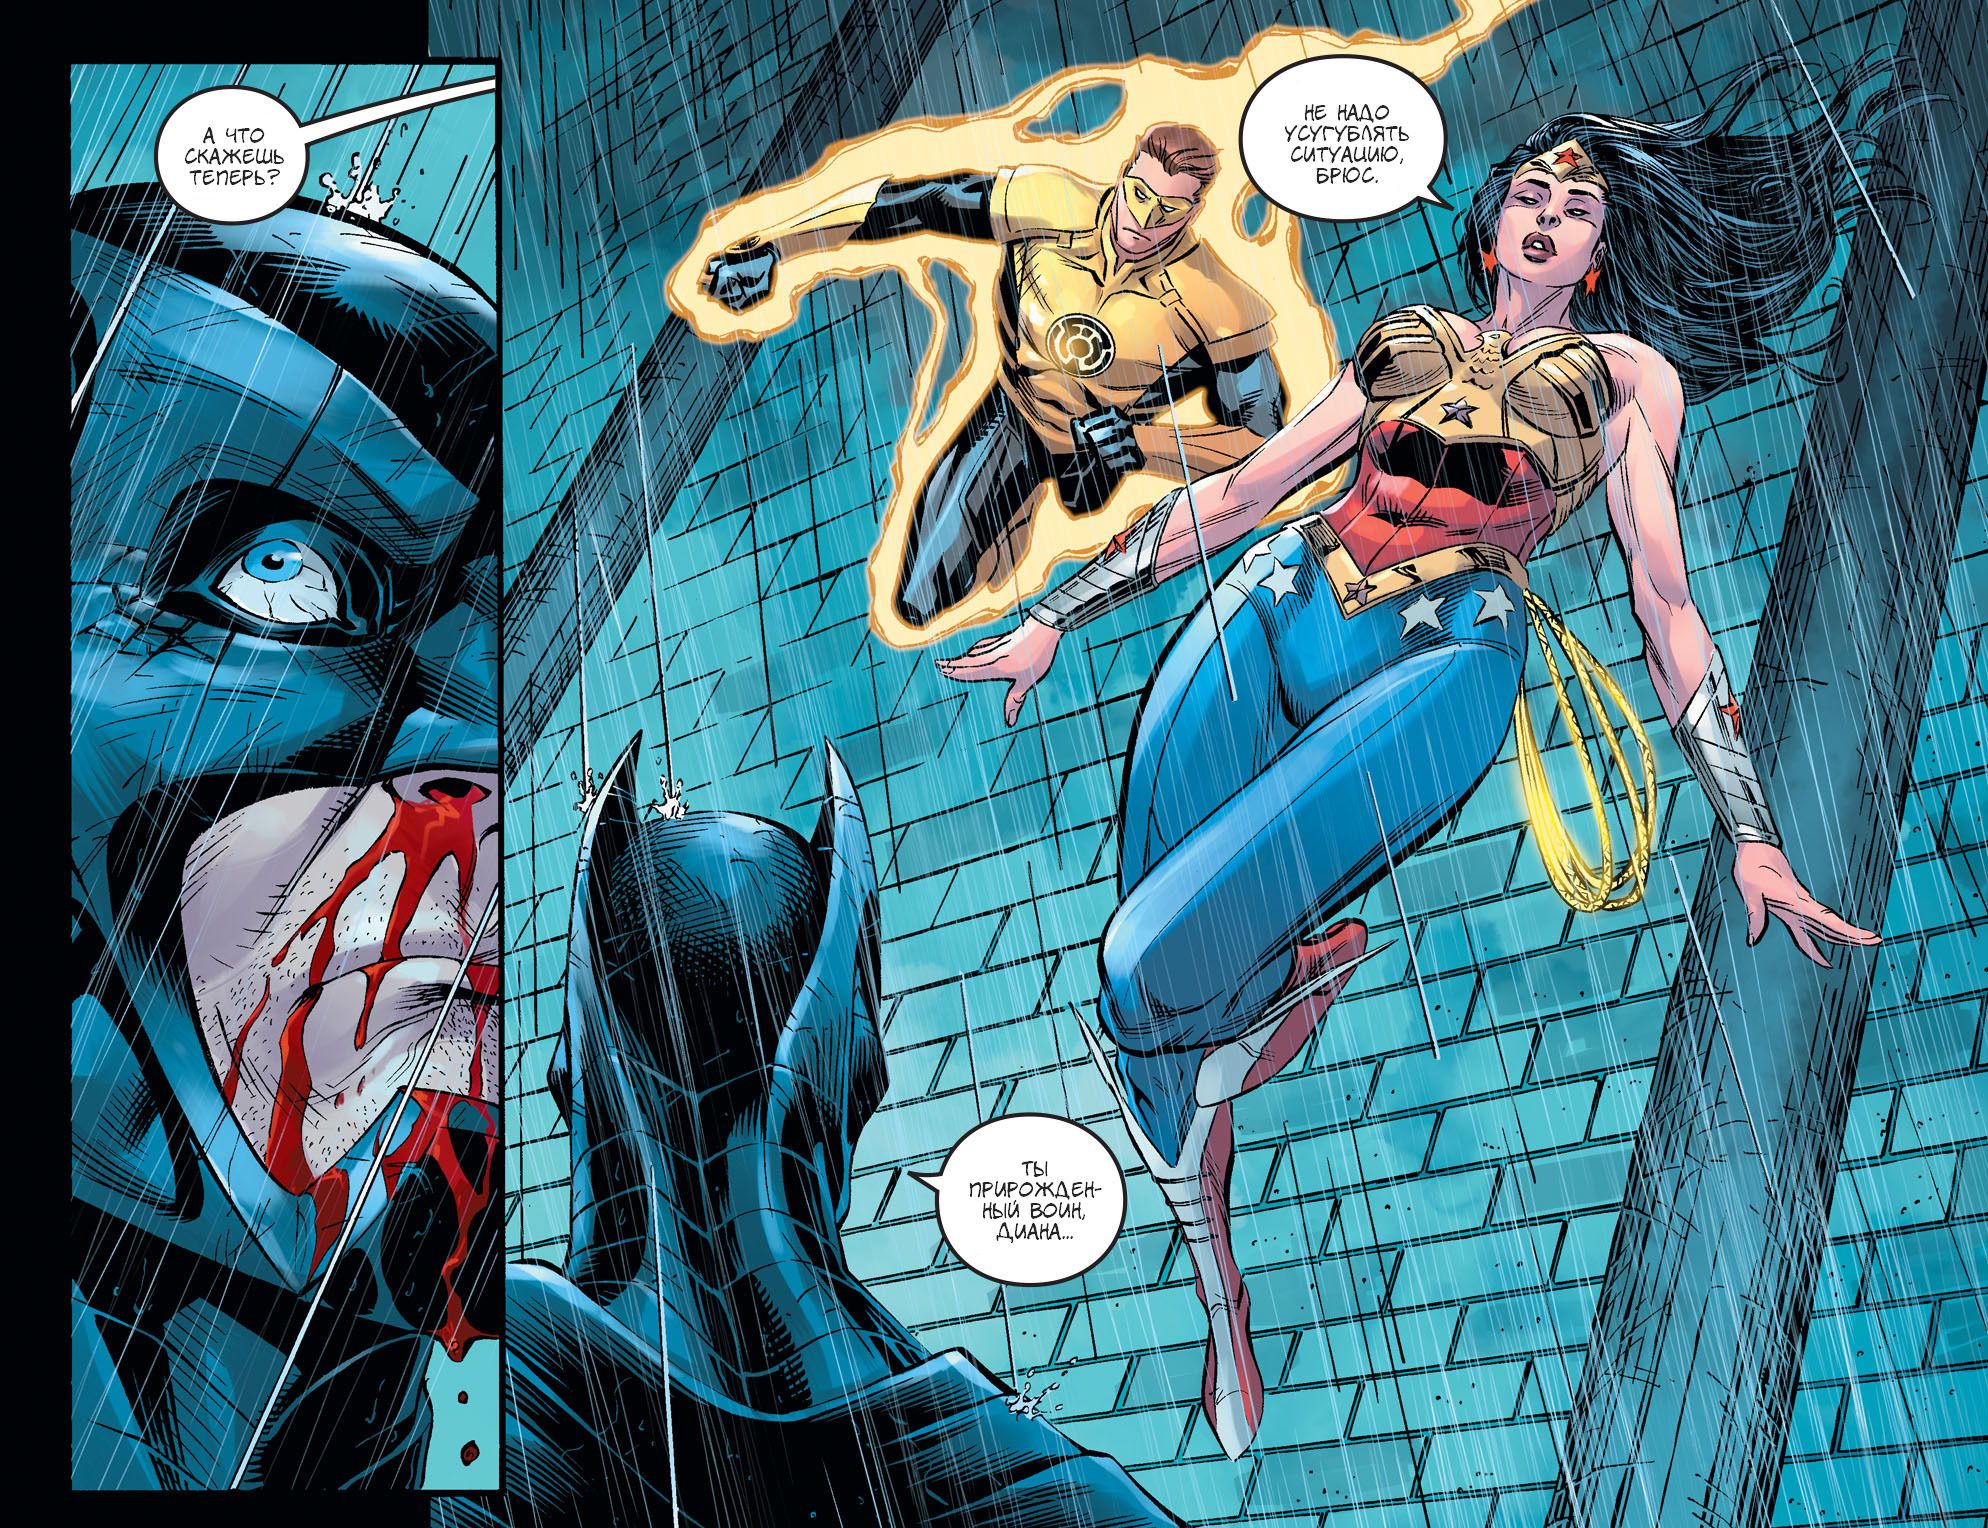 А ЧТО
СКАЖЕШЬ
ТЕПЕРЬ?
НЕ НАДО
УСУГУБЛЯТЬ
СИТУАЦИЮ,
БРЮС.
ТЫ
ПРИРОЖДЕН-
НЫЙ ВОИН,
ДИАНА...